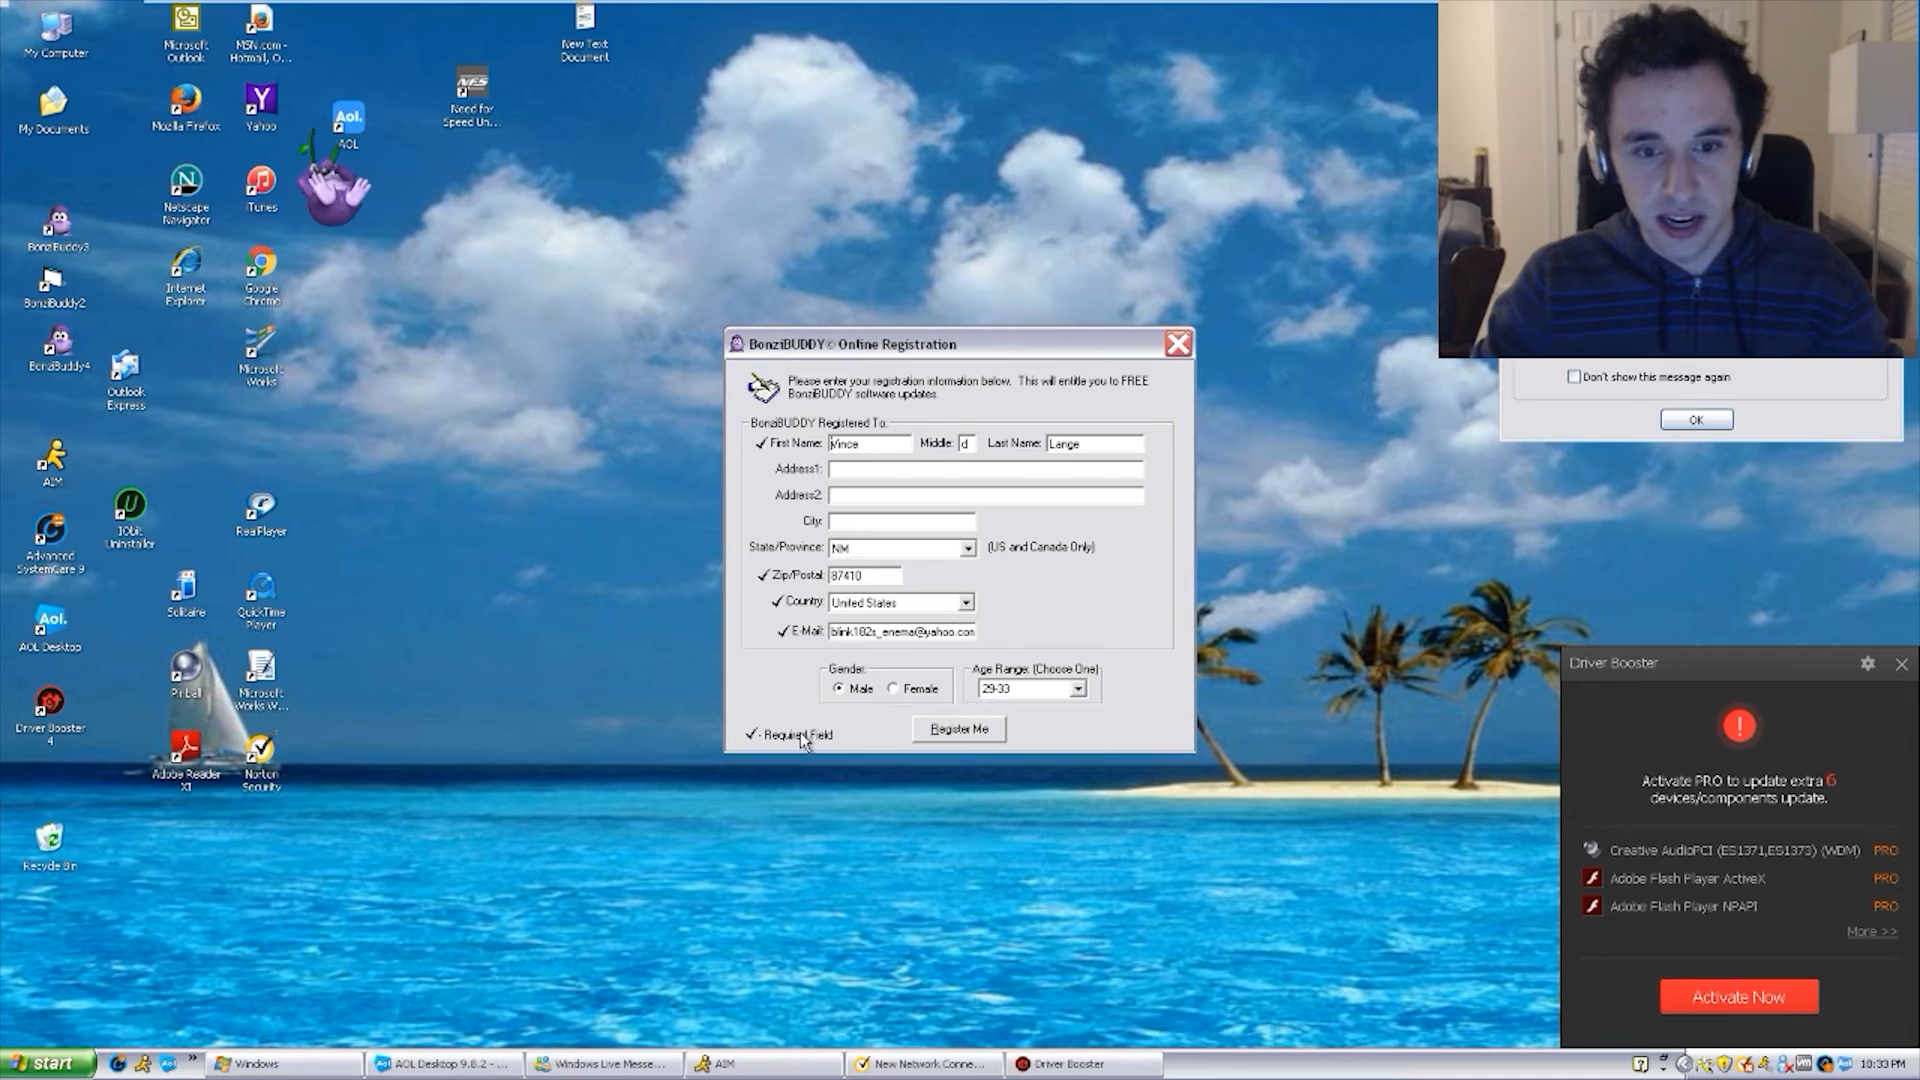 My Computer
Microsoft
Outlook
MSN.com -
Hotmail, O...
New Text
Document
My Documents
Mozilla Firefox
Y
Yahoo
Aol.
AOL
NFS
Need for
Speed Un...
N
Netscape
Navigator
iTunes
BonziBuddy3
BonziBuddy2
Internet
Explorer
Google
Chrome
BonziBuddy4
Outlook
Express
Microsoft
Works
AIM
IObit
Uninstaller
RealPlayer
Advanced
SystemCare 9
Solitaire
QuickTime
Player
Aol.
AOL Desktop
Pinball
Microsoft
Works W...
Driver Booster
4
Adobe Reader
XI
Norton
Security
Recycle Bin
BonziBUDDY© Online Registration
Please enter your registration information below. This will entitle you to FREE
BonziBUDDY software updates.
BonziBUDDY Registered To:
✓ First Name: Vince Middle: d Last Name: Lange
Address1:
Address2:
City:
State/Province: NM (US and Canada Only)
✓ Zip/Postal: 87410
✓ Country: United States
✓ E-Mail: blink182s_enema@yahoo.com
Gender:
Male Female
Age Range: (Choose One)
29-33
✓ - Required Field
Register Me
Don't show this message again
OK
Driver Booster
!
Activate PRO to update extra 6
devices/components update.
Creative AudioPCI (ES1371,ES1373) (WDM) PRO
Adobe Flash Player ActiveX PRO
Adobe Flash Player NPAPI PRO
More >>
Activate Now
start
Windows
AOL Desktop 9.8.2 - ...
Windows Live Messe...
AIM
New Network Conne...
Driver Booster
10:33 PM